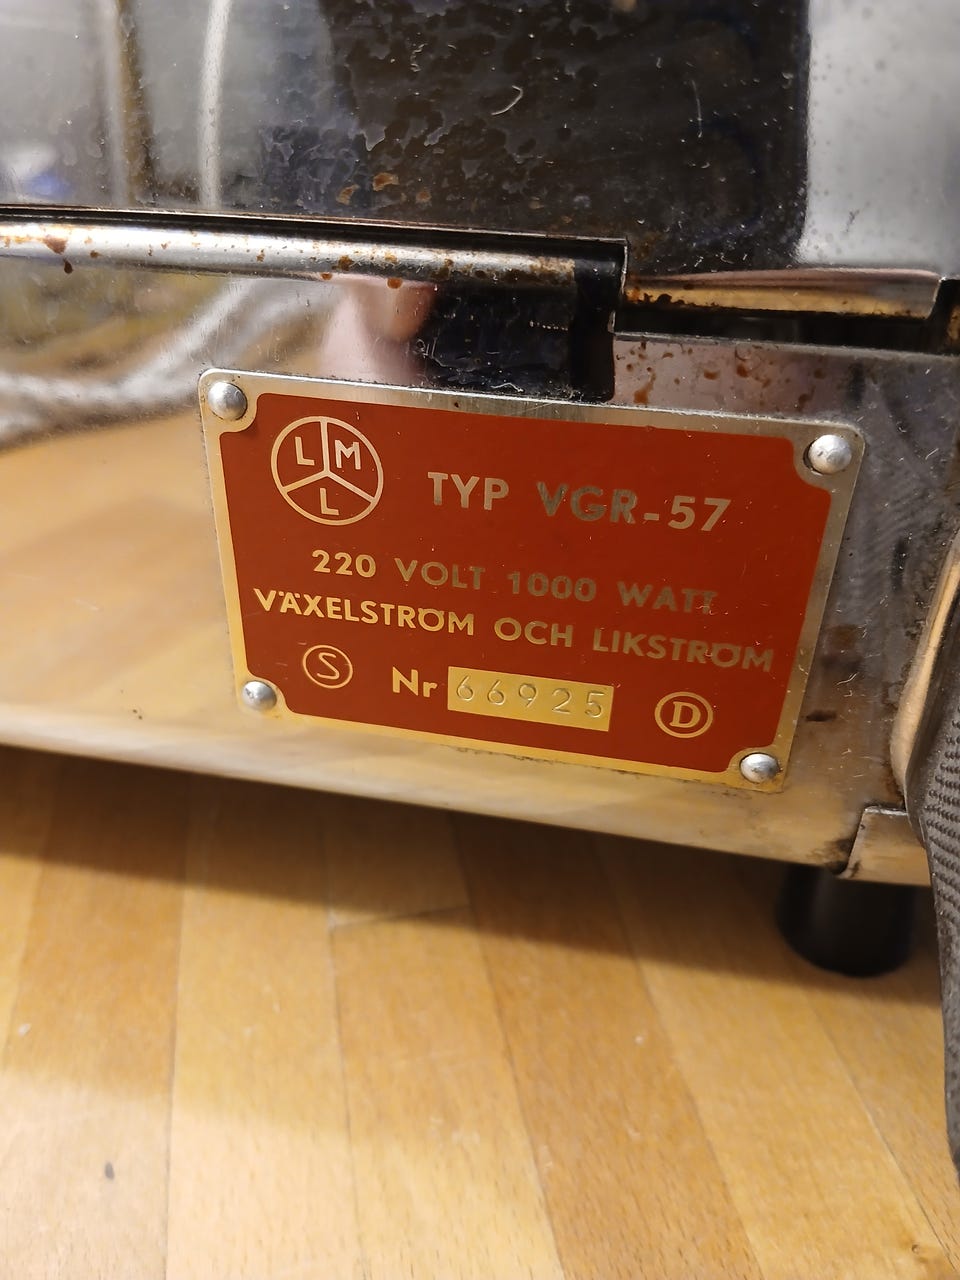 L M L
TYP VGR-57
220 VOLT 1000 WATT
VÄXELSTRÖM OCH LIKSTRÖM
S Nr 66925 D